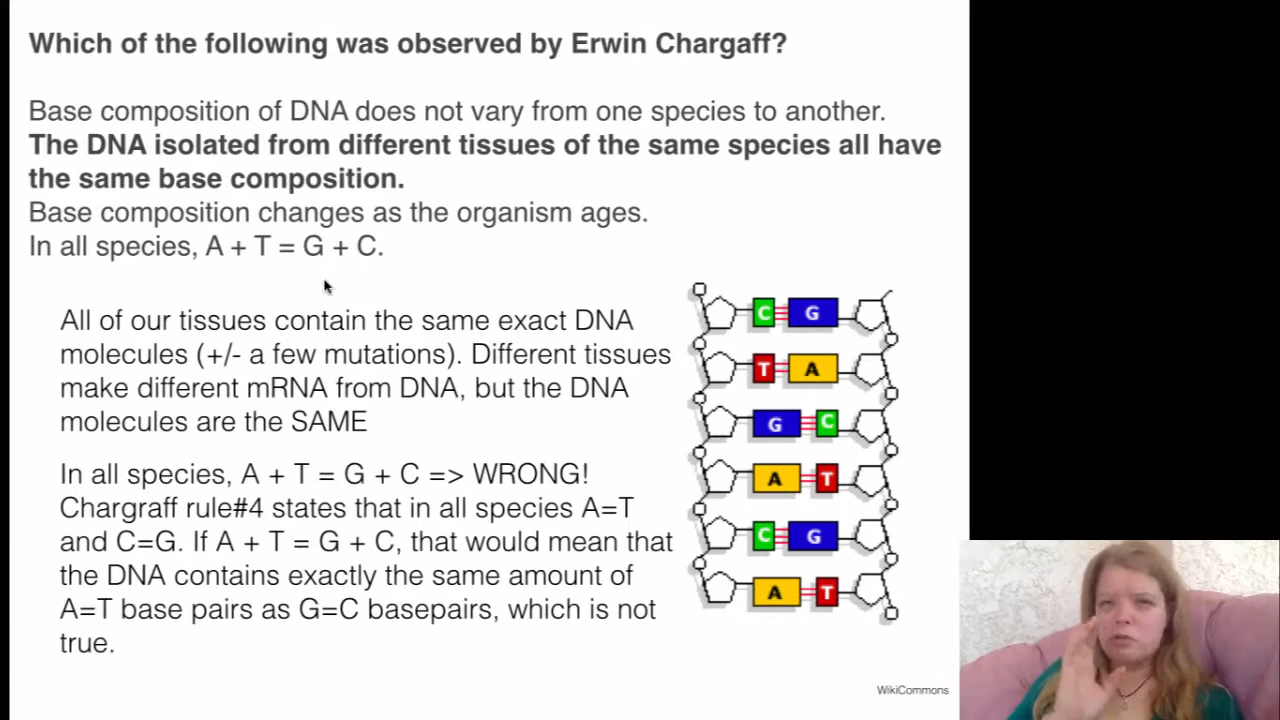 Which of the following was observed by Erwin Chargaff?
Base composition of DNA does not vary from one species to another.
The DNA isolated from different tissues of the same species all have
the same base composition.
Base composition changes as the organism ages.
In all species, A + T = G + C.
All of our tissues contain the same exact DNA
molecules (+/- a few mutations). Different tissues
make different mRNA from DNA, but the DNA
molecules are the SAME
In all species, A + T = G + C => WRONG!
Chargraff rule#4 states that in all species A=T
and C=G. If A + T = G + C, that would mean that
the DNA contains exactly the same amount of
A=T base pairs as G=C basepairs, which is not
true.
C G
T A
G C
A T
C G
A T
WikiCommons